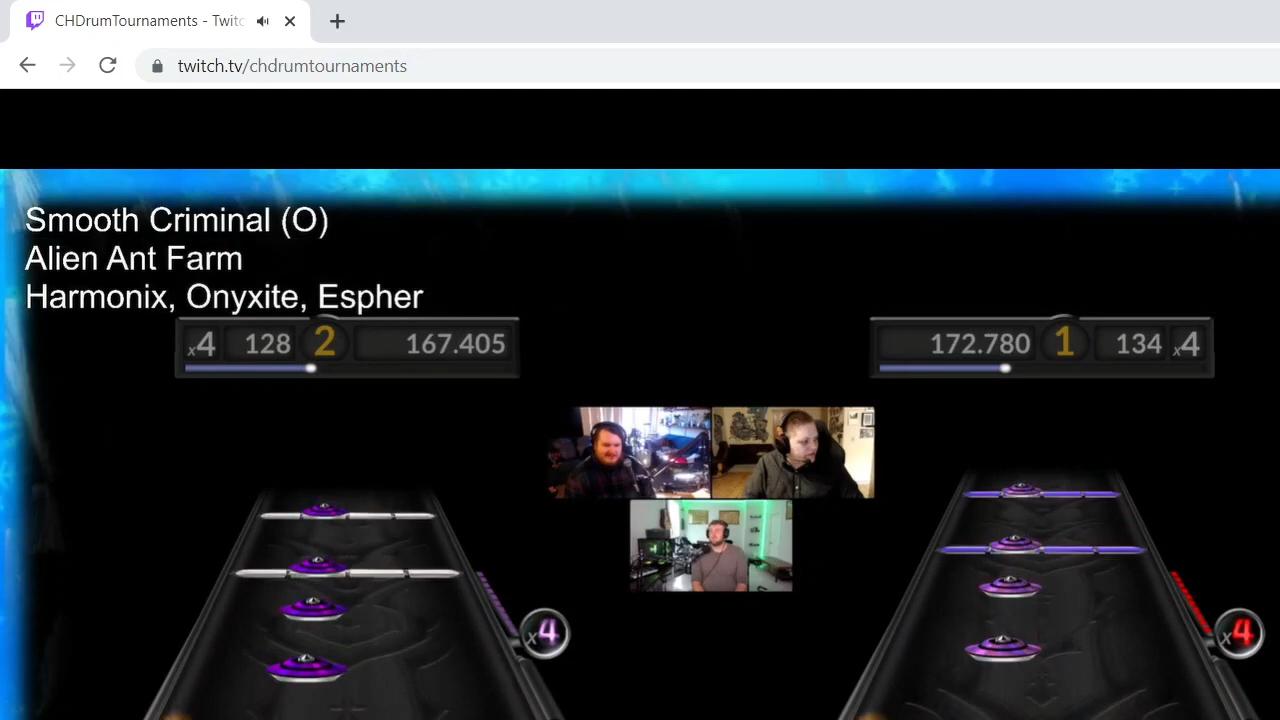 CHDrumTournaments - Twitc
twitch.tv/chdrumtournaments
Smooth Criminal (O)
Alien Ant Farm
Harmonix, Onyxite, Espher
x4 128 2 167.405
172.780 1 134 x4
x4
x4